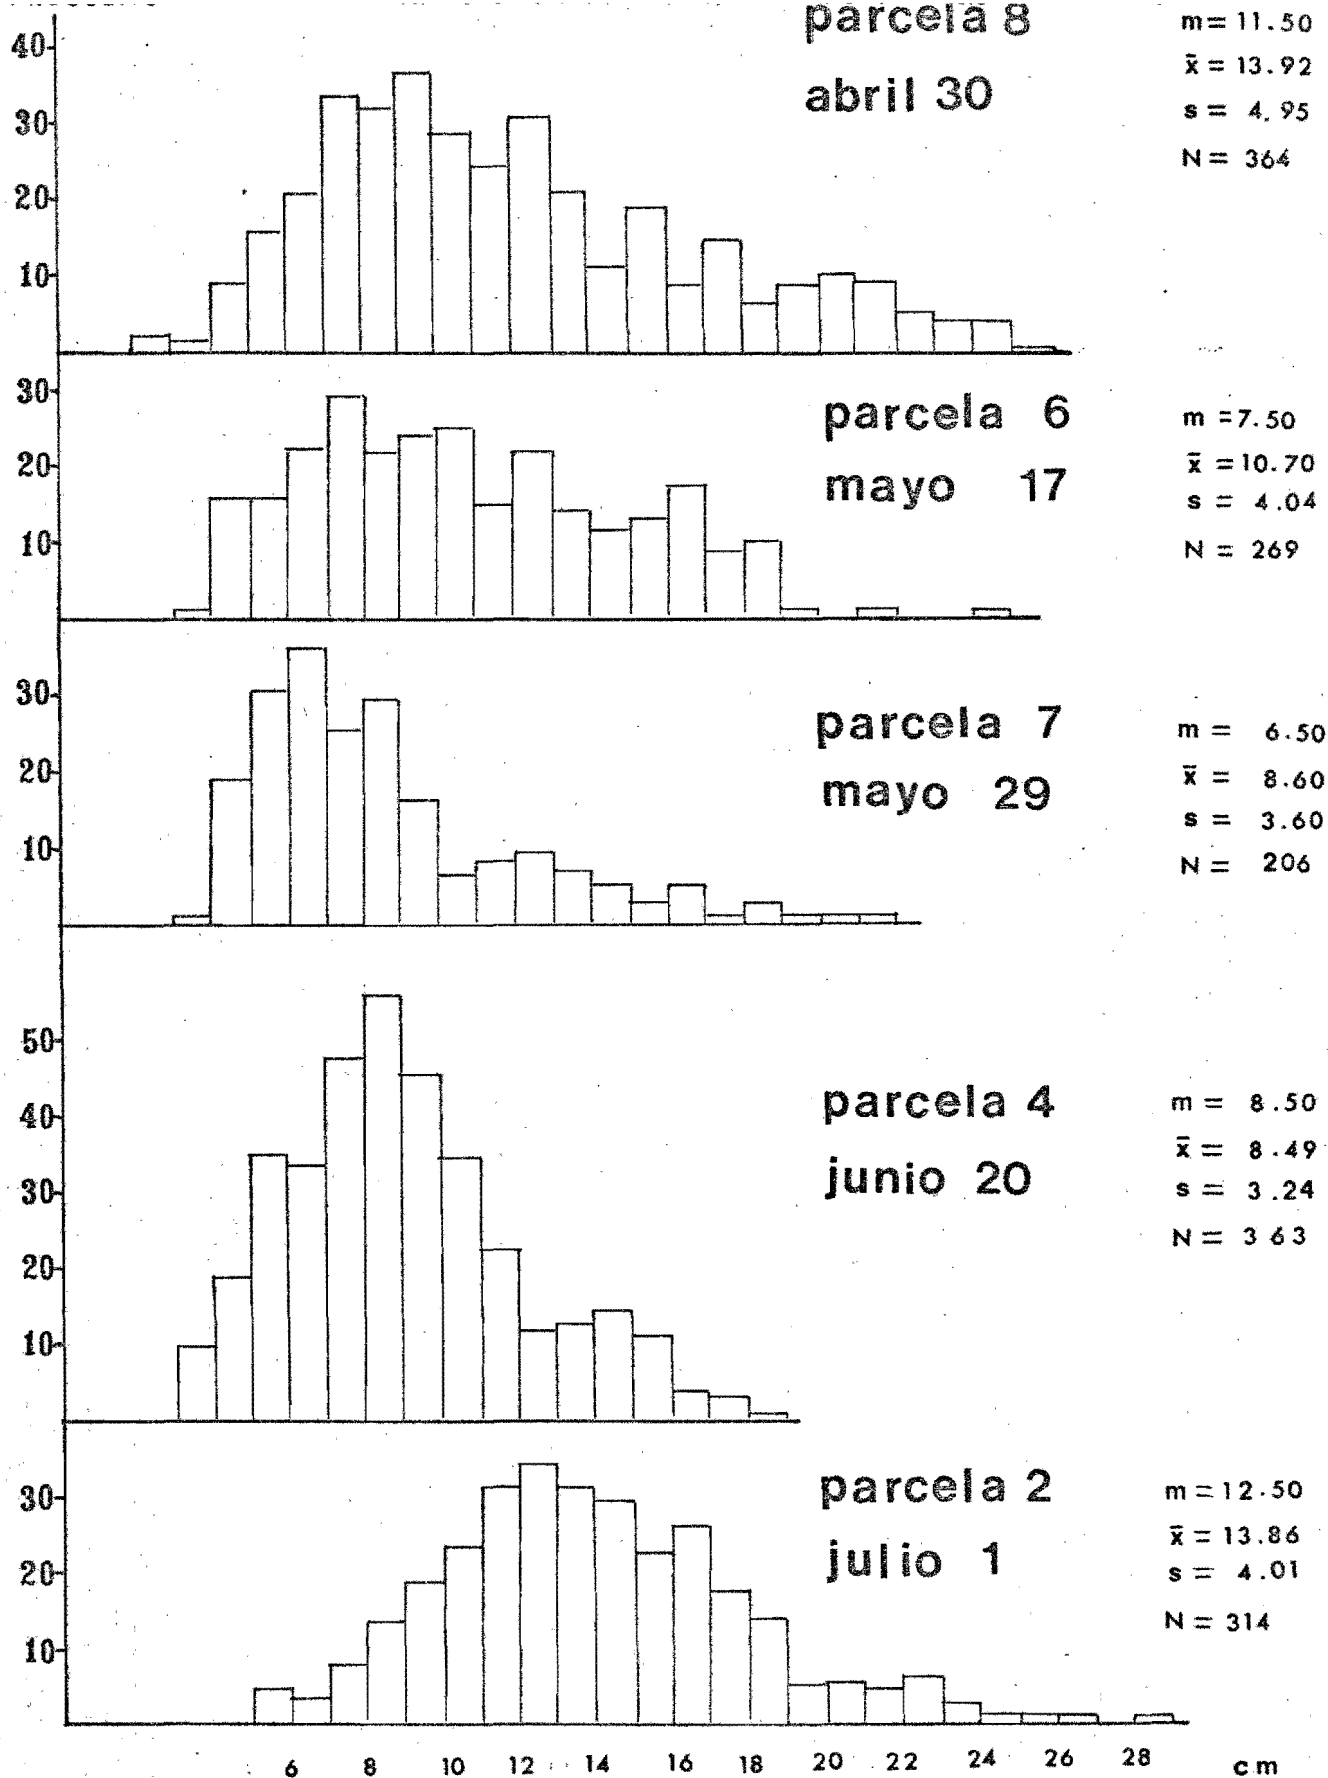 40
30
20
10
parcela 8
abril 30
m = 11.50
x̄ = 13.92
s = 4.95
N = 364
30
20
10
parcela 6
mayo 17
m = 7.50
x̄ = 10.70
s = 4.04
N = 269
30
20
10
parcela 7
mayo 29
m = 6.50
x̄ = 8.60
s = 3.60
N = 206
50
40
30
20
10
parcela 4
junio 20
m = 8.50
x̄ = 8.49
s = 3.24
N = 363
30
20
10
parcela 2
julio 1
m = 12.50
x̄ = 13.86
s = 4.01
N = 314
6 8 10 12 14 16 18 20 22 24 26 28 cm